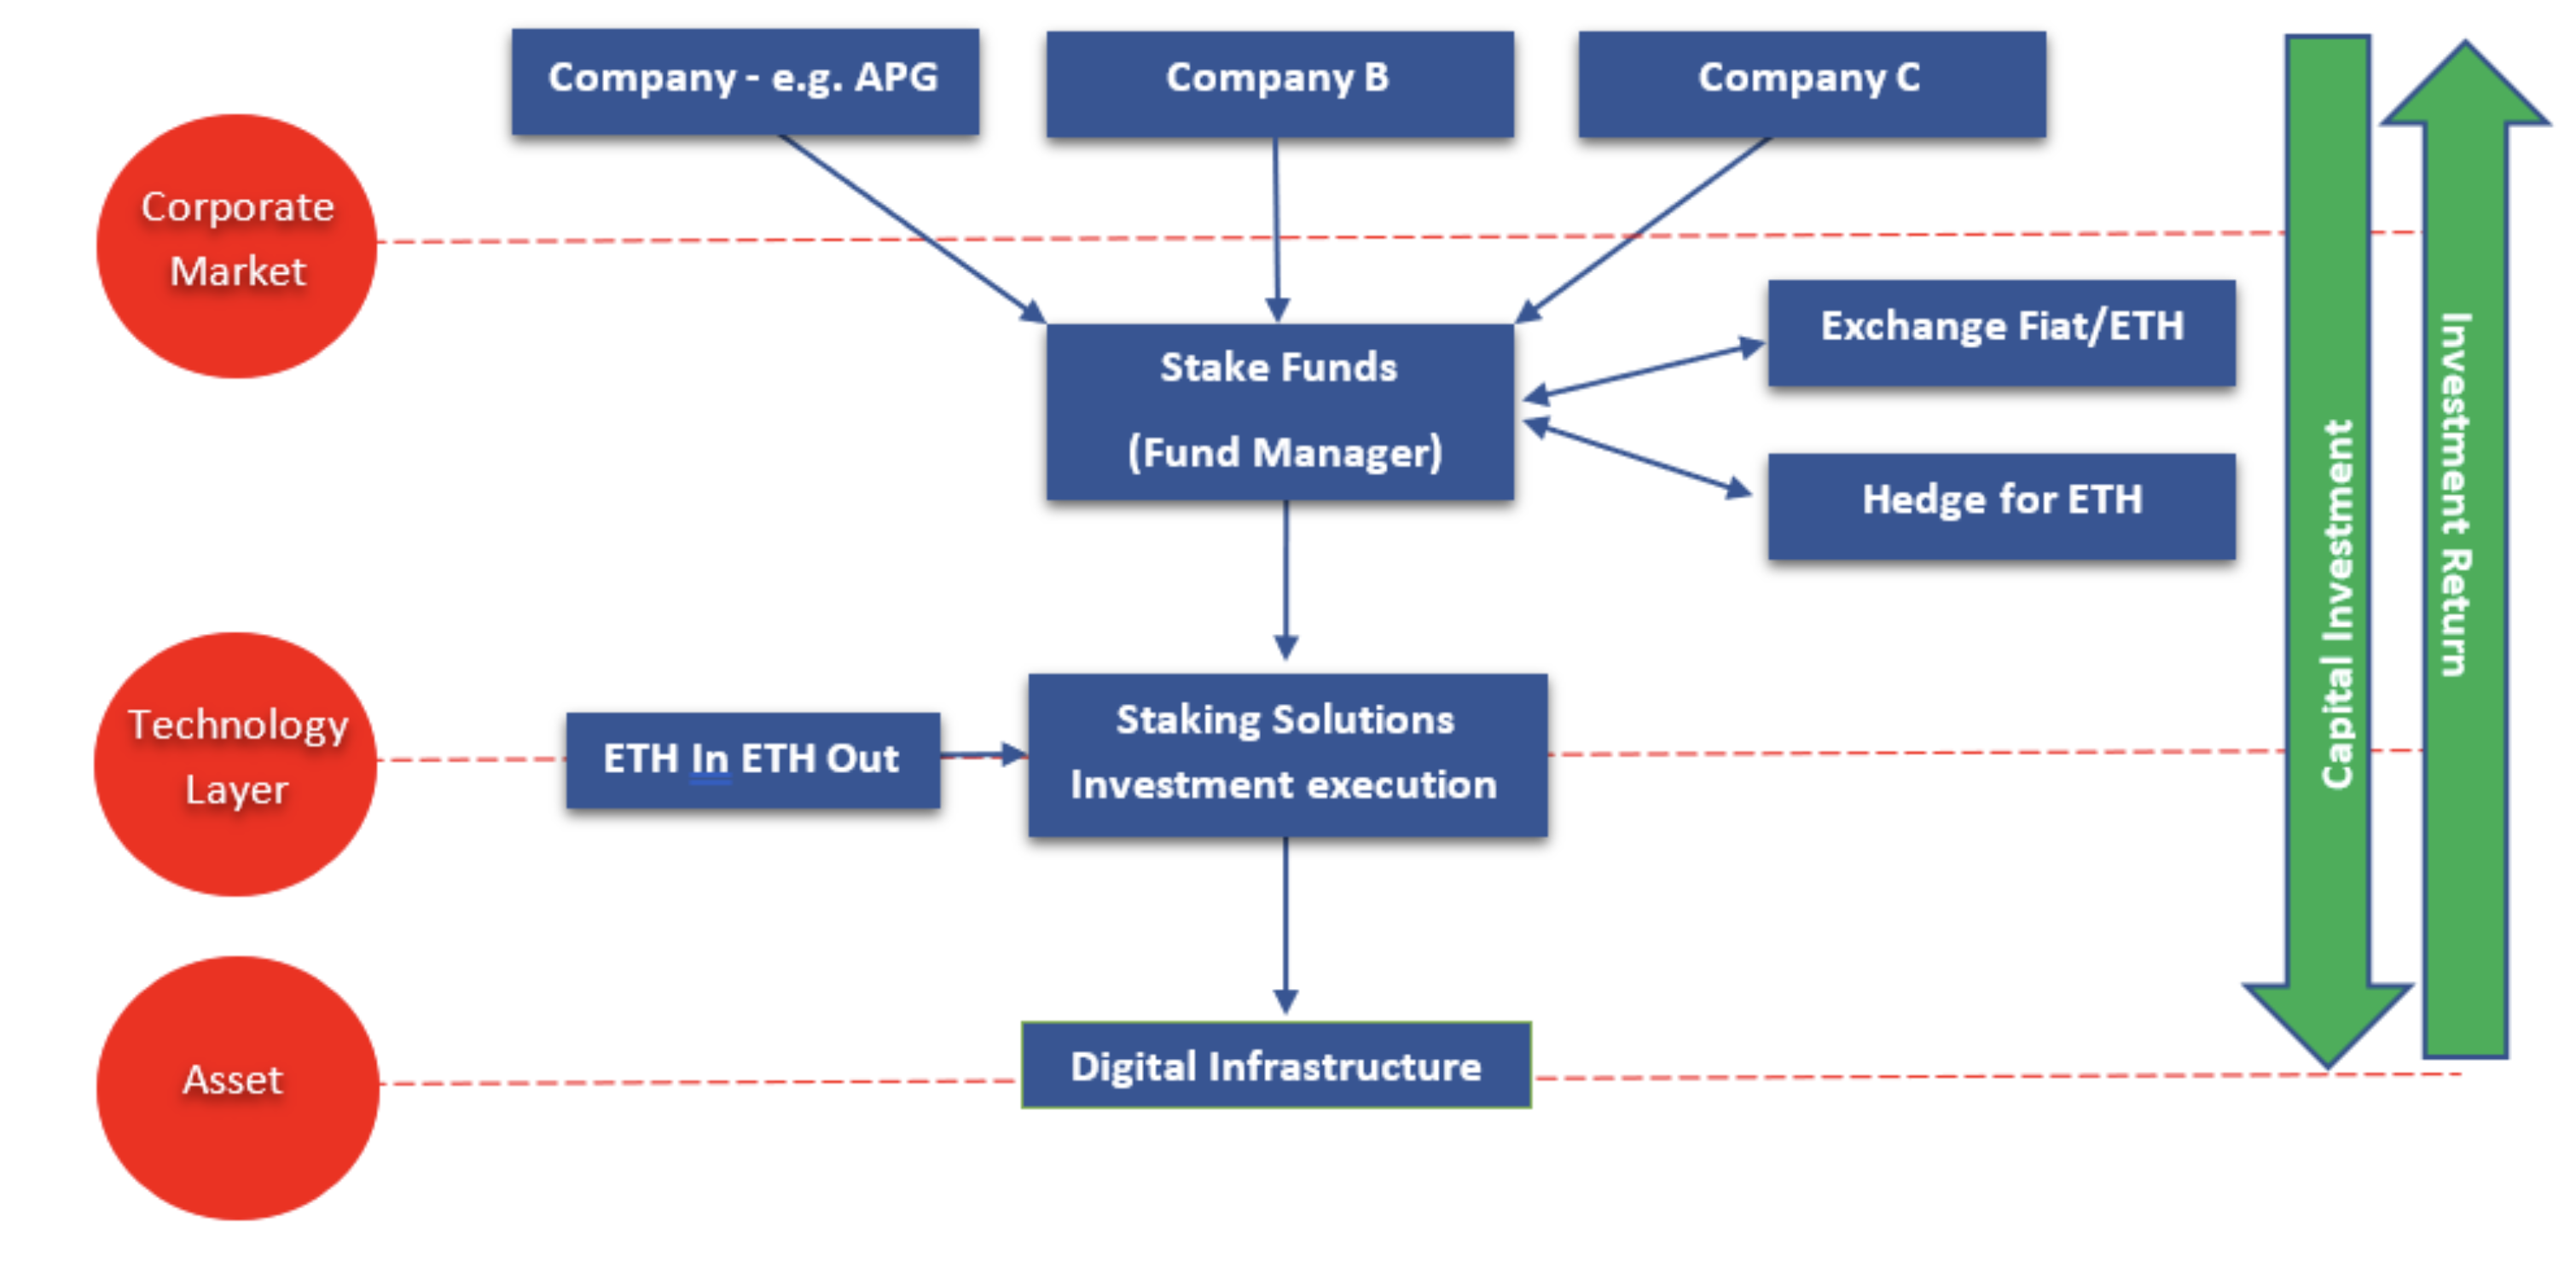 Company - e.g. APG
Company B
Company C
Corporate
Market
Stake Funds
(Fund Manager)
Exchange Fiat/ETH
Hedge for ETH
Technology
Layer
ETH In ETH Out
Staking Solutions
Investment execution
Asset
Digital Infrastructure
Capital Investment
Investment Return